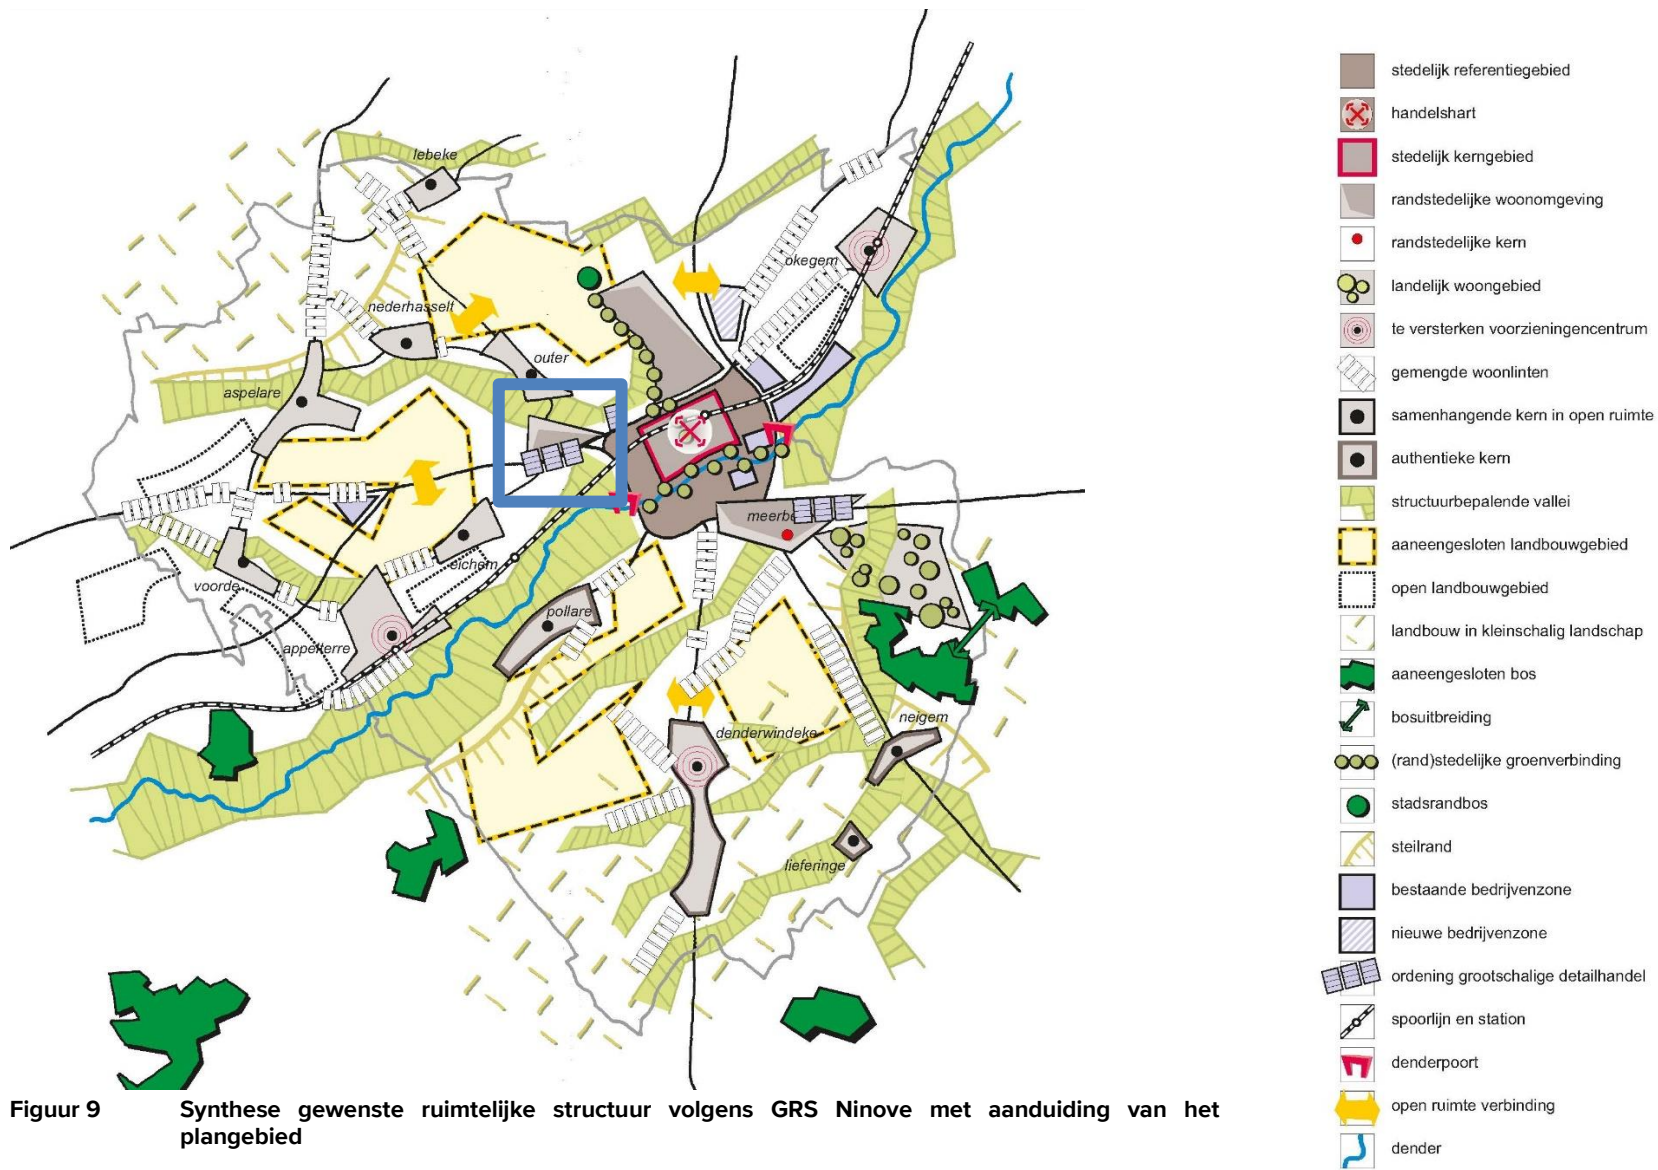 lebeke
okegem
nederhasselt
outer
aspelare
meerbe
eichem
voorde
pollare
appelterre
neigem
denderwindeke
lieferinge
stedelijk referentiegebied
handelshart
stedelijk kerngebied
randstedelijke woonomgeving
randstedelijke kern
landelijk woongebied
te versterken voorzieningencentrum
gemengde woonlinten
samenhangende kern in open ruimte
authentieke kern
structuurbepalende vallei
aaneengesloten landbouwgebied
open landbouwgebied
landbouw in kleinschalig landschap
aaneengesloten bos
bosuitbreiding
(rand)stedelijke groenverbinding
stadsrandbos
steilrand
bestaande bedrijvenzone
nieuwe bedrijvenzone
ordening grootschalige detailhandel
spoorlijn en station
denderpoort
open ruimte verbinding
dender
Figuur 9 Synthese gewenste ruimtelijke structuur volgens GRS Ninove met aanduiding van het
plangebied